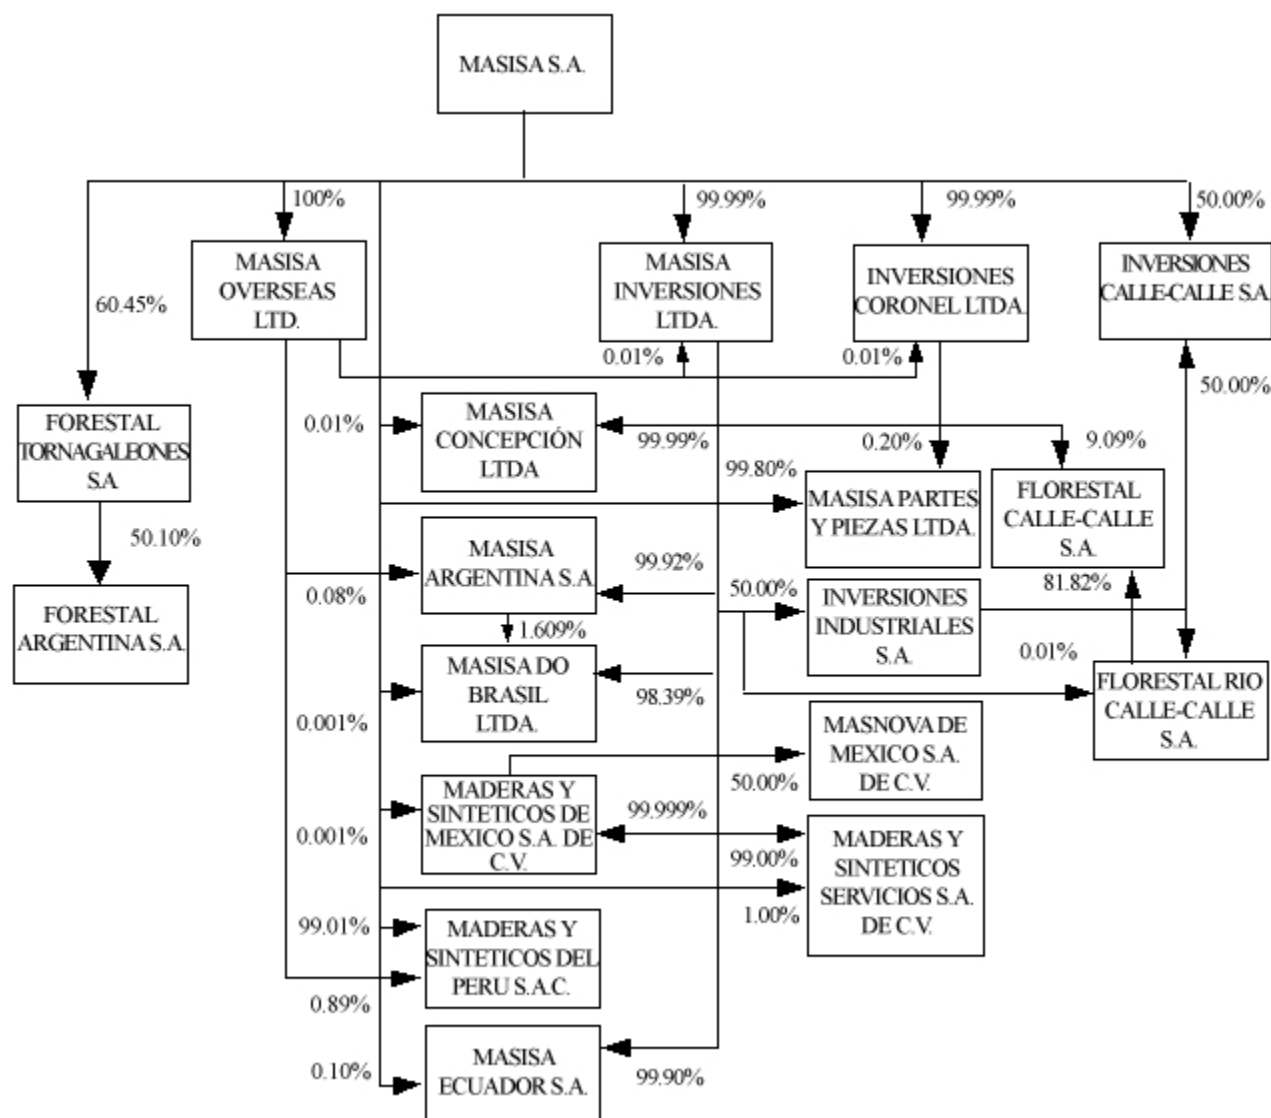 MASISA S.A.
100%
99.99%
99.99%
50.00%
MASISA
OVERSEAS
LTD.
MASISA
INVERSIONES
LTDA.
INVERSIONES
CORONEL LTDA.
INVERSIONES
CALLE-CALLE S.A.
60.45%
0.01%
0.01%
50.00%
FORESTAL
TORNAGALEONES
S.A.
0.01%
MASISA
CONCEPCIÓN
LTDA
99.99%
0.20%
9.09%
99.80%
MASISA PARTES
Y PIEZAS LTDA.
FLORESTAL
CALLE-CALLE
S.A.
50.10%
MASISA
ARGENTINA S.A.
99.92%
0.08%
50.00%
81.82%
FORESTAL
ARGENTINA S.A.
INVERSIONES
INDUSTRIALES
S.A.
1.609%
0.01%
MASISA DO
BRASIL
LTDA.
98.39%
0.001%
FLORESTAL RIO
CALLE-CALLE
S.A.
MASNOVA DE
MEXICO S.A.
DE C.V.
50.00%
MADERAS Y
SINTETICOS DE
MEXICO S.A. DE
C.V.
99.999%
0.001%
99.00%
MADERAS Y
SINTETICOS
SERVICIOS S.A.
DE C.V.
1.00%
99.01%
MADERAS Y
SINTETICOS DEL
PERU S.A.C.
0.89%
0.10%
MASISA
ECUADOR S.A.
99.90%